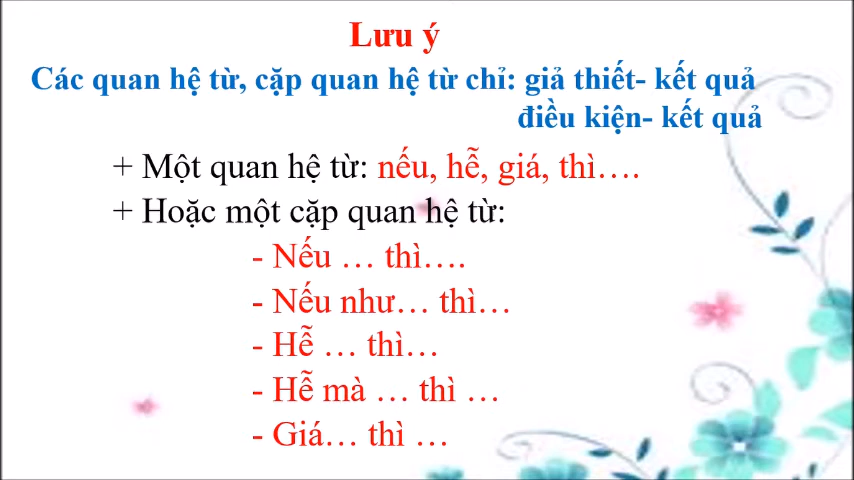 Lưu ý
Các quan hệ từ, cặp quan hệ từ chỉ: giả thiết- kết quả
điều kiện- kết quả
+ Một quan hệ từ: nếu, hễ, giá, thì….
+ Hoặc một cặp quan hệ từ:
- Nếu … thì….
- Nếu như… thì…
- Hễ … thì…
- Hễ mà … thì …
- Giá… thì …